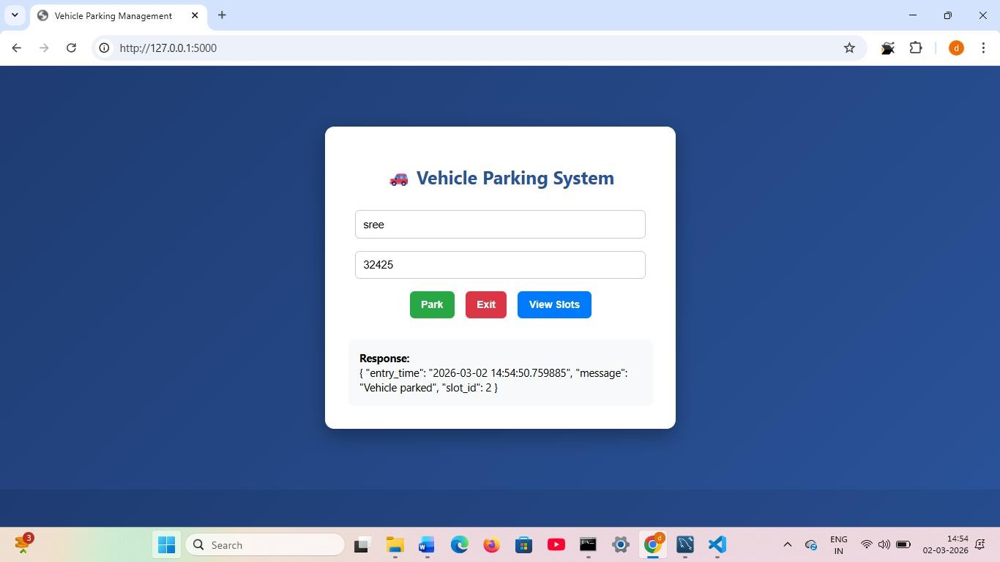 Vehicle Parking Management
http://127.0.0.1:5000
d
Vehicle Parking System
sree
32425
Park Exit View Slots
Response:
{ "entry_time": "2026-03-02 14:54:50.759885", "message":
"Vehicle parked", "slot_id": 2 }
3
Search
d
ENG
IN
14:54
02-03-2026